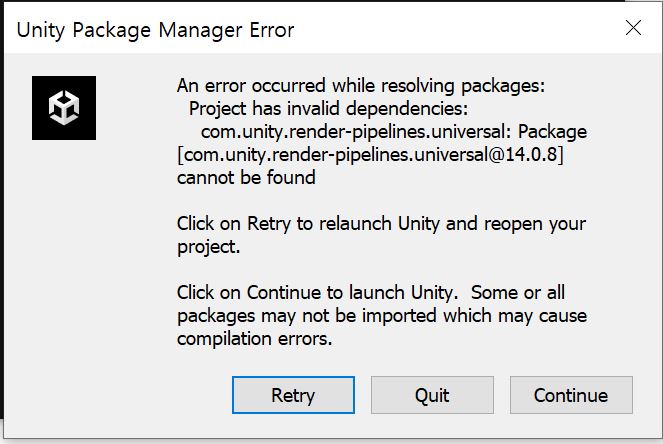 Unity Package Manager Error
An error occurred while resolving packages:
Project has invalid dependencies:
com.unity.render-pipelines.universal: Package
[com.unity.render-pipelines.universal@14.0.8]
cannot be found
Click on Retry to relaunch Unity and reopen your
project.
Click on Continue to launch Unity.  Some or all
packages may not be imported which may cause
compilation errors.
Retry
Quit
Continue